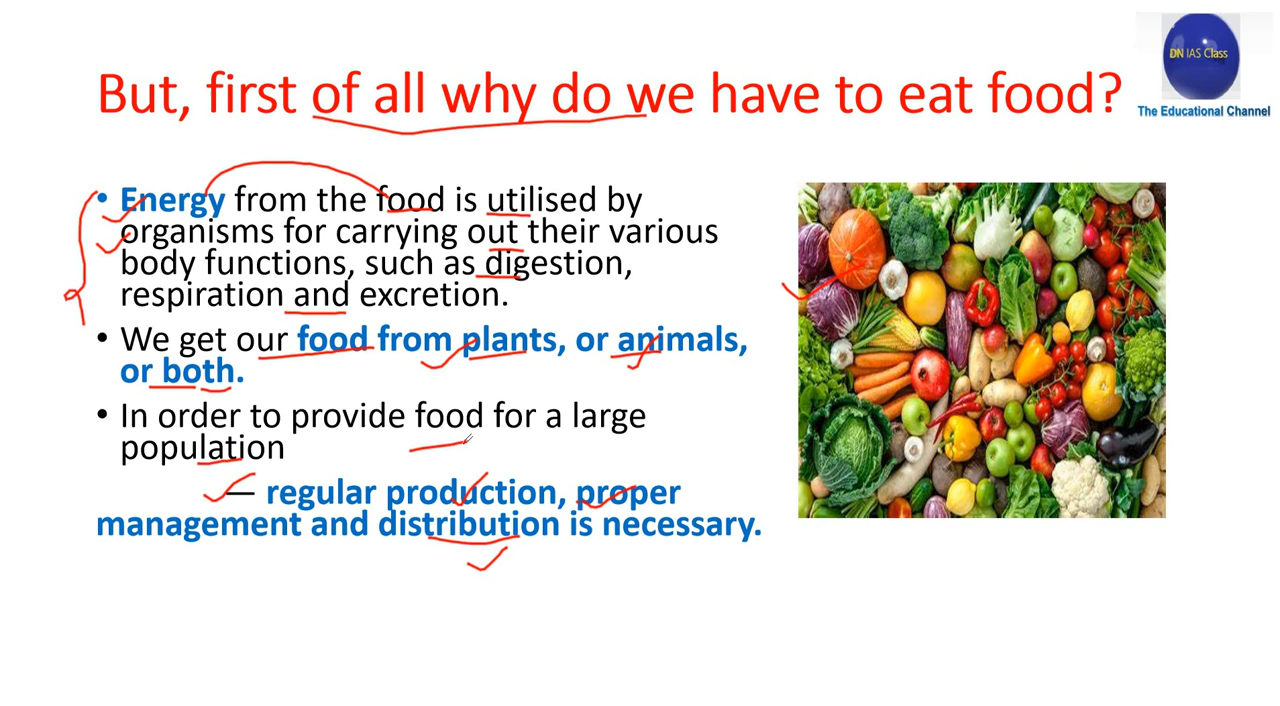 DN IAS Class
The Educational Channel
But, first of all why do we have to eat food?
• Energy from the food is utilised by
organisms for carrying out their various
body functions, such as digestion,
respiration and excretion.
• We get our food from plants, or animals,
or both.
• In order to provide food for a large
population
— regular production, proper
management and distribution is necessary.